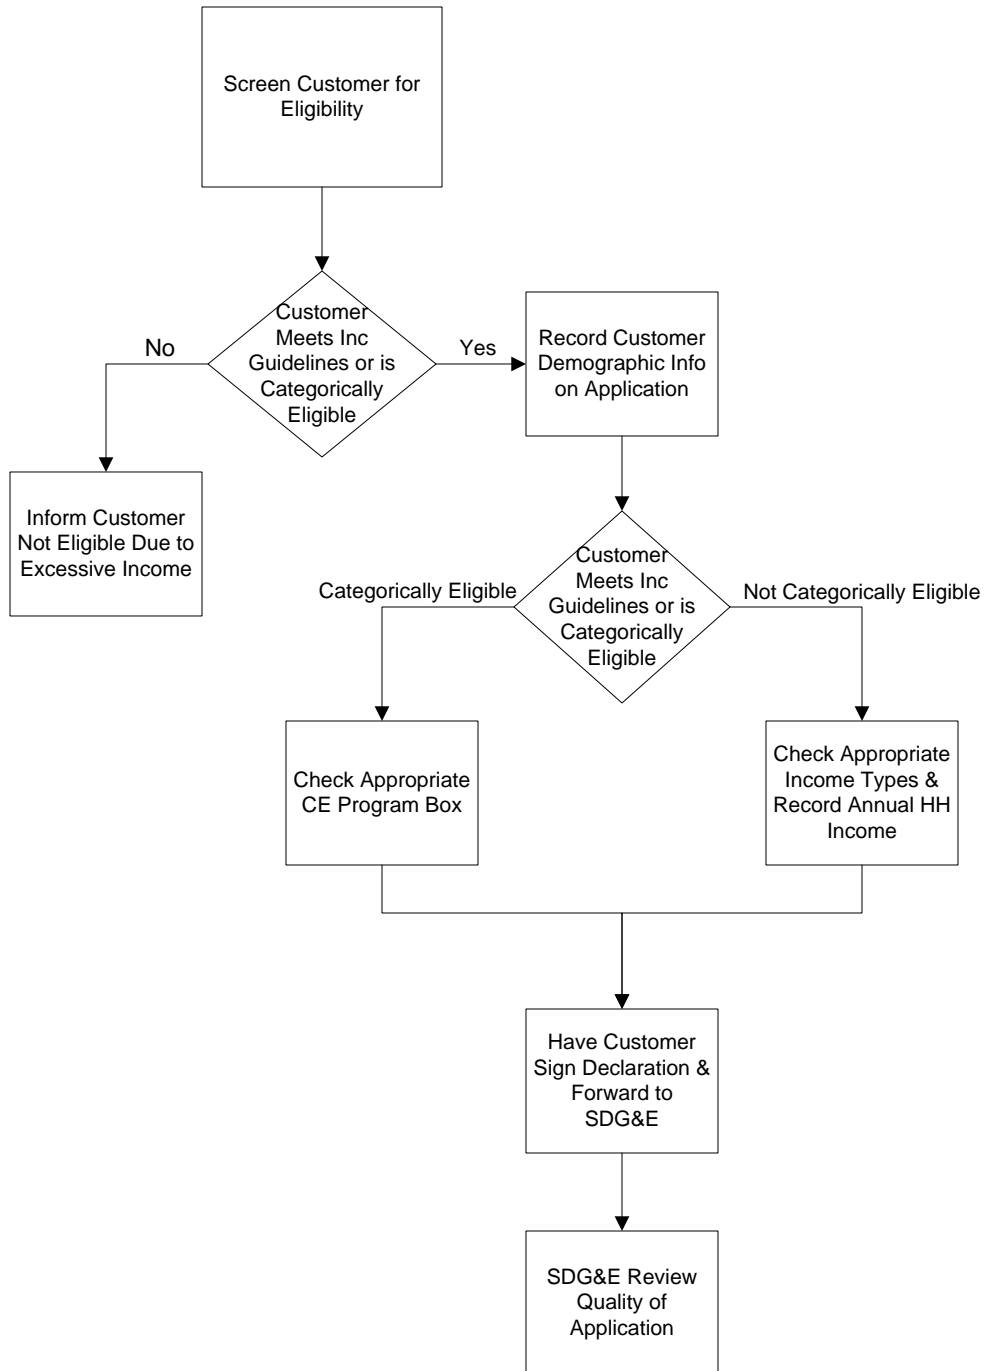 Screen Customer for
Eligibility
Customer
Meets Inc
Guidelines or is
Categorically
Eligible
No
Yes
Record Customer
Demographic Info
on Application
Inform Customer
Not Eligible Due to
Excessive Income
Customer
Meets Inc
Guidelines or is
Categorically
Eligible
Categorically Eligible
Not Categorically Eligible
Check Appropriate
CE Program Box
Check Appropriate
Income Types &
Record Annual HH
Income
Have Customer
Sign Declaration &
Forward to
SDG&E
SDG&E Review
Quality of
Application